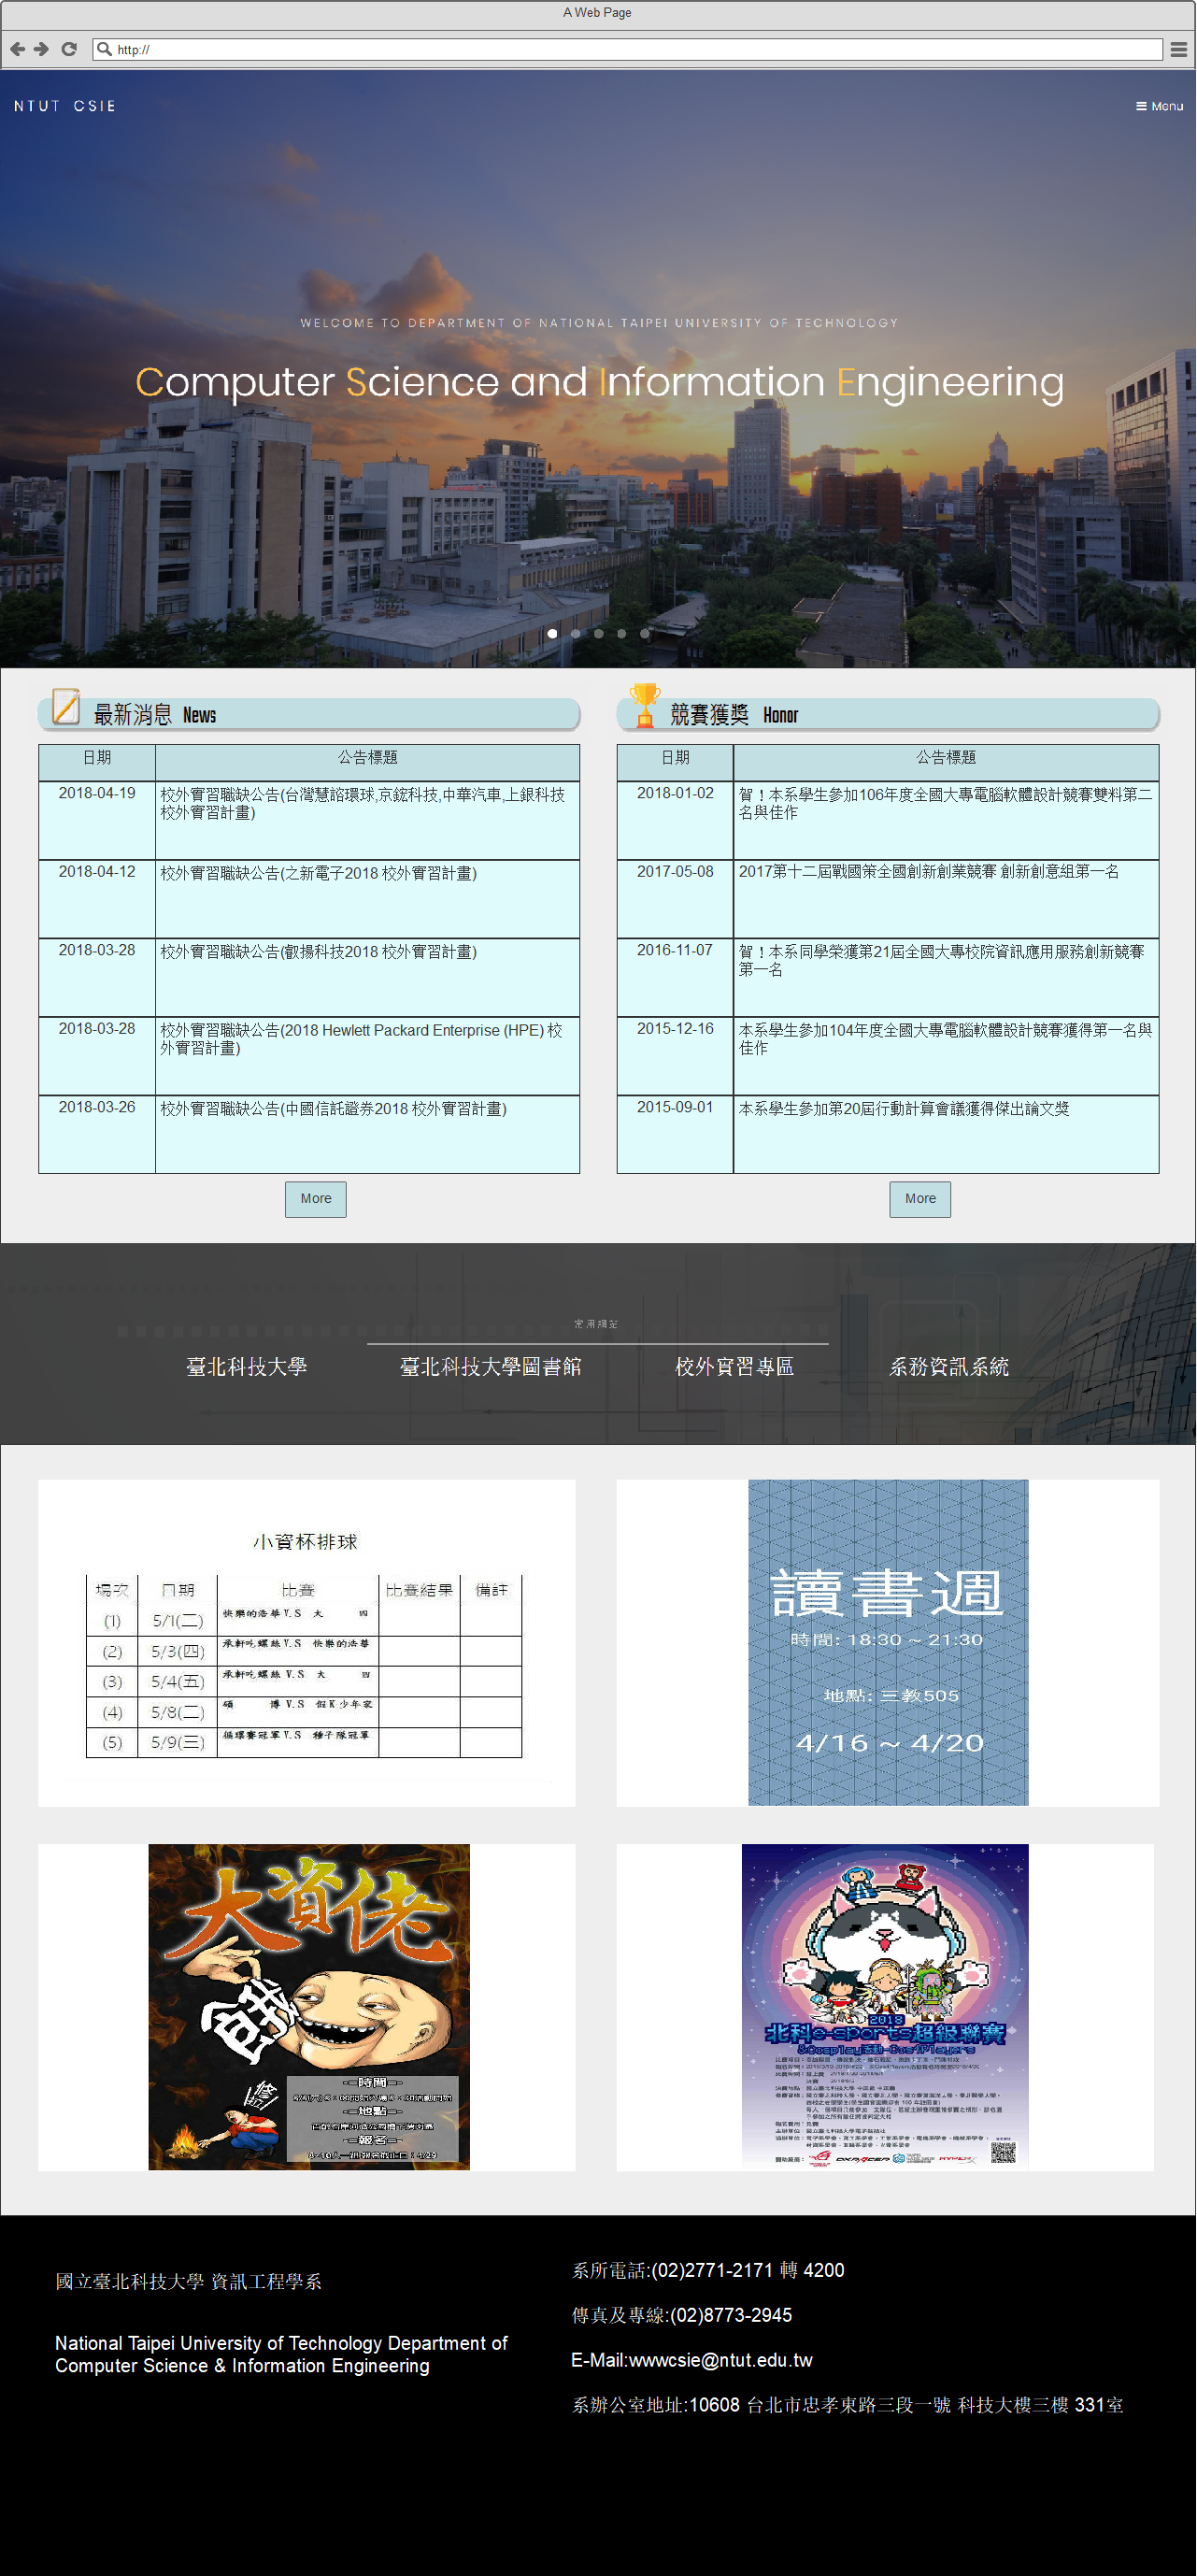 A Web Page
http://
NTUT CSIE
Menu
WELCOME TO DEPARTMENT OF NATIONAL TAIPEI UNIVERSITY OF TECHNOLOGY
Computer Science and Information Engineering
最新消息 News
日期 公告標題
2018-04-19 校外實習職缺公告(台灣慧諮環球,京鋐科技,中華汽車,上銀科技
校外實習計畫)
2018-04-12 校外實習職缺公告(之新電子2018 校外實習計畫)
2018-03-28 校外實習職缺公告(叡揚科技2018 校外實習計畫)
2018-03-28 校外實習職缺公告(2018 Hewlett Packard Enterprise (HPE) 校
外實習計畫)
2018-03-26 校外實習職缺公告(中國信託證券2018 校外實習計畫)
More
競賽獲獎 Honor
日期 公告標題
2018-01-02 賀！本系學生參加106年度全國大專電腦軟體設計競賽雙料第二
名與佳作
2017-05-08 2017第十二屆戰國策全國創新創業競賽 創新創意組第一名
2016-11-07 賀！本系同學榮獲第21屆全國大專校院資訊應用服務創新競賽
第一名
2015-12-16 本系學生參加104年度全國大專電腦軟體設計競賽獲得第一名與
佳作
2015-09-01 本系學生參加第20屆行動計算會議獲得傑出論文獎
More
常用網站
臺北科技大學 臺北科技大學圖書館 校外實習專區 系務資訊系統
小資杯排球
場次 日期 比賽 比賽結果 備註
(1) 5/1(二) 快樂的浩華 V.S 大 四
(2) 5/3(四) 承軒吃螺絲 V.S 快樂的浩華
(3) 5/4(五) 承軒吃螺絲 V.S 大 四
(4) 5/8(二) 碩 博 V.S 假K少年家
(5) 5/9(三) 循環賽冠軍 V.S 種子隊冠軍
讀書週
時間: 18:30 ~ 21:30
地點: 三教505
4/16 ~ 4/20
大資佬
餓
=時間=
=地點=
=報名=
2018
北科e-sports超級聯賽
&Cosplay活動-Cos4Players
國立臺北科技大學 資訊工程學系
National Taipei University of Technology Department of
Computer Science & Information Engineering
系所電話:(02)2771-2171 轉 4200
傳真及專線:(02)8773-2945
E-Mail:wwwcsie@ntut.edu.tw
系辦公室地址:10608 台北市忠孝東路三段一號 科技大樓三樓 331室